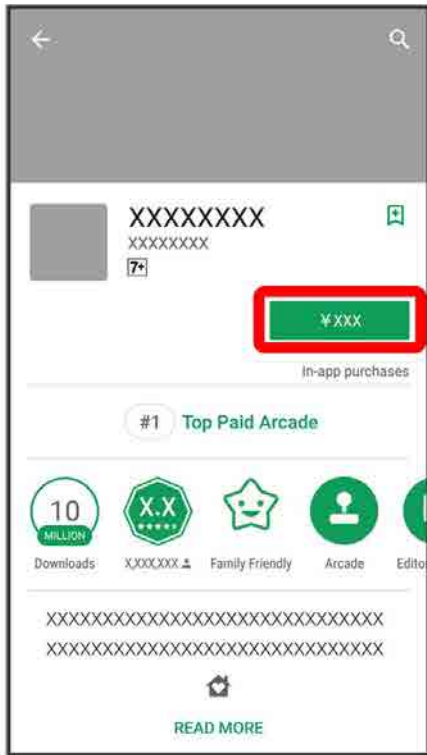 XXXXXXXX
XXXXXXXX
7+
¥XXX
In-app purchases
#1 Top Paid Arcade
10 X.X
MILLION
Downloads X,XXX,XXX Family Friendly Arcade Editor
XXXXXXXXXXXXXXXXXXXXXXXXXXXXXX
XXXXXXXXXXXXXXXXXXXXXXXXXXXXXX
READ MORE